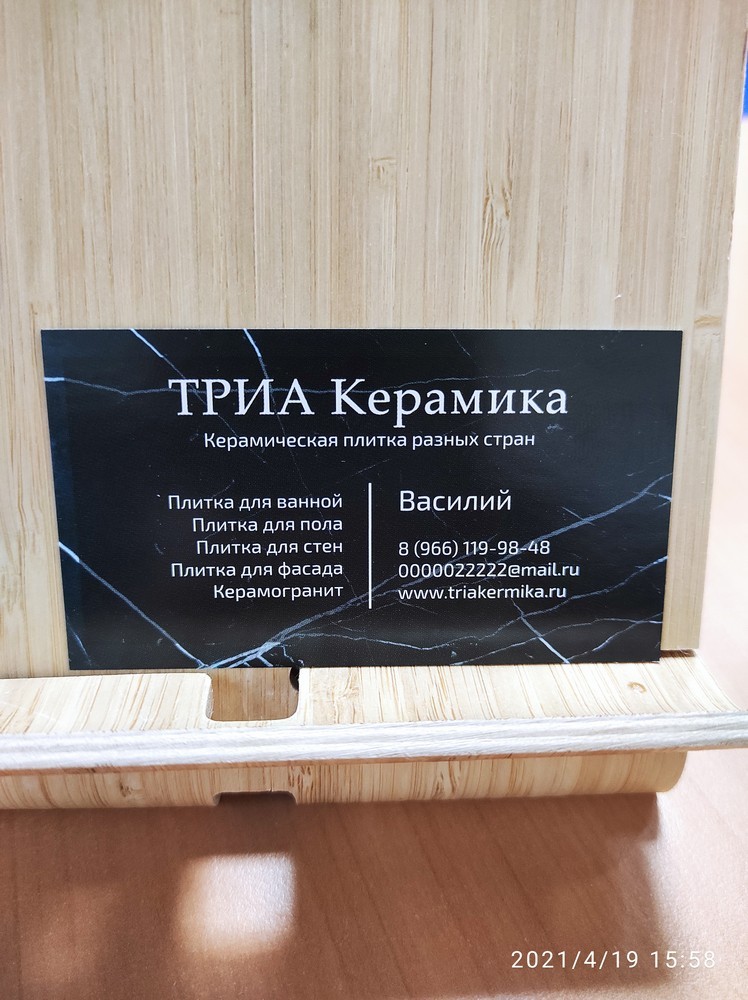 ТРИА Керамика
Керамическая плитка разных стран
Плитка для ванной
Плитка для пола
Плитка для стен
Плитка для фасада
Керамогранит
Василий
8 (966) 119-98-48
0000022222@mail.ru
www.triakermika.ru
2021/4/19 15:58